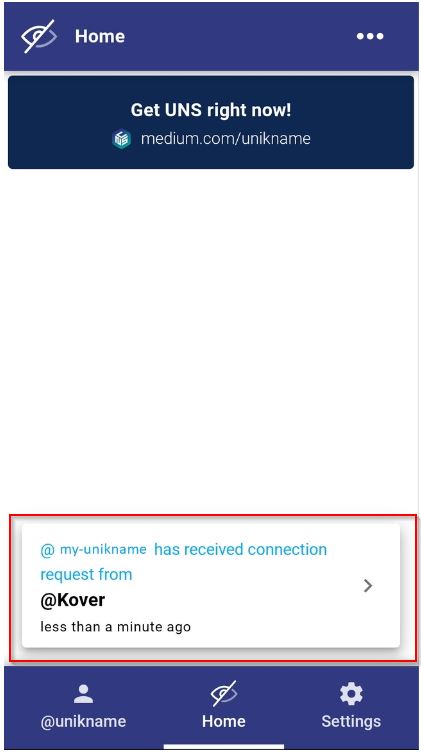 Home
Get UNS right now!
medium.com/unikname
@ my-unikname has received connection
request from
@Kover
less than a minute ago
@unikname
Home
Settings